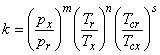 k = (p_x / p_r)^m (T_r / T_x)^n (T_cr / T_cx)^s